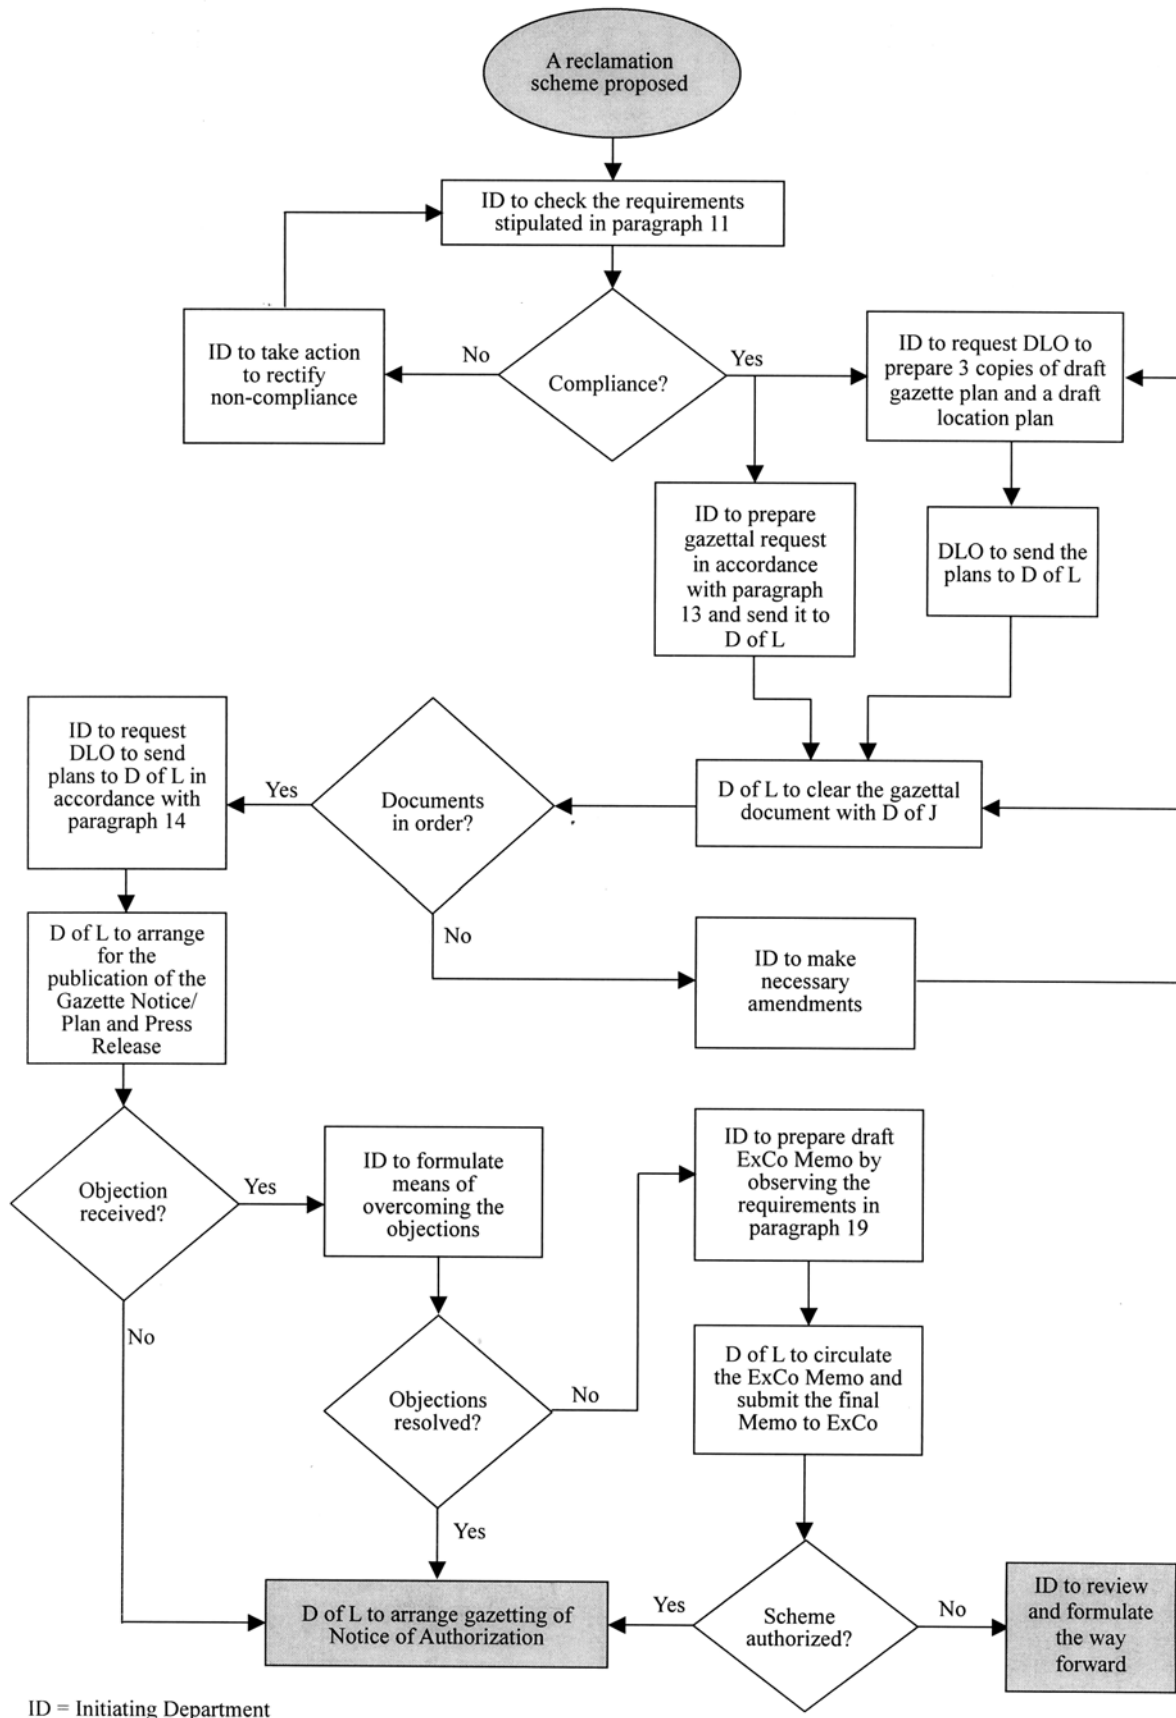 A reclamation
scheme proposed
ID to check the requirements
stipulated in paragraph 11
ID to take action
to rectify
non-compliance
No
Compliance?
Yes
ID to request DLO to
prepare 3 copies of draft
gazette plan and a draft
location plan
ID to prepare
gazettal request
in accordance
with paragraph
13 and send it to
D of L
DLO to send the
plans to D of L
ID to request
DLO to send
plans to D of L in
accordance with
paragraph 14
Yes
Documents
in order?
D of L to clear the gazettal
document with D of J
No
D of L to arrange
for the
publication of the
Gazette Notice/
Plan and Press
Release
ID to make
necessary
amendments
Objection
received?
Yes
ID to formulate
means of
overcoming the
objections
ID to prepare draft
ExCo Memo by
observing the
requirements in
paragraph 19
No
Objections
resolved?
No
D of L to circulate
the ExCo Memo and
submit the final
Memo to ExCo
Yes
D of L to arrange gazetting of
Notice of Authorization
Yes
Scheme
authorized?
No
ID to review
and formulate
the way
forward
ID = Initiating Department